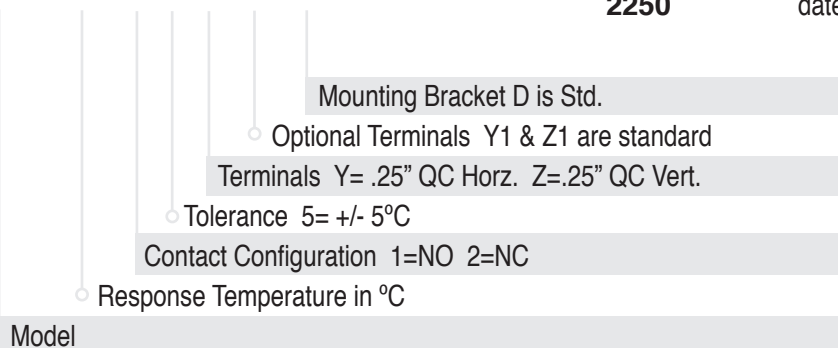 2250 date
Mounting Bracket D is Std.
Optional Terminals Y1 & Z1 are standard
Terminals Y= .25” QC Horz. Z=.25” QC Vert.
Tolerance 5= +/- 5ºC
Contact Configuration 1=NO 2=NC
Response Temperature in ºC
Model